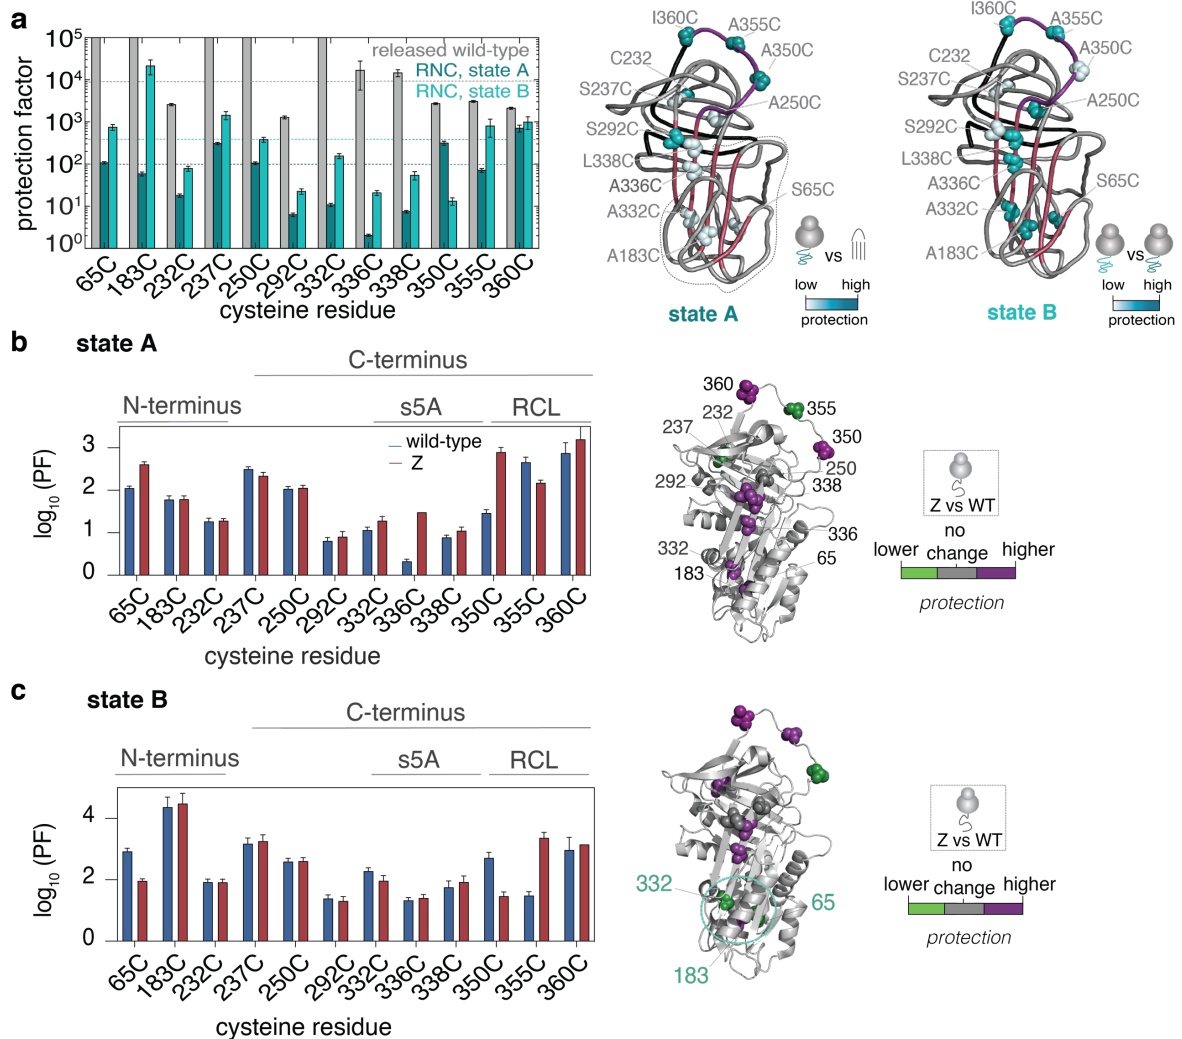 a
10⁵
10⁴
10³
10²
10¹
10⁰
protection factor
released wild-type
RNC, state A
RNC, state B
65C
183C
232C
237C
250C
292C
332C
336C
338C
350C
355C
360C
cysteine residue
I360C
A355C
A350C
C232
S237C
A250C
S292C
L338C
A336C
S65C
A332C
A183C
vs
low high
protection
state A
I360C
A355C
A350C
C232
S237C
A250C
S292C
L338C
A336C
S65C
A332C
A183C
vs
low high
protection
state B
b
state A
C-terminus
N-terminus
s5A
RCL
wild-type
Z
log₁₀ (PF)
3
2
1
0
65C
183C
232C
237C
250C
292C
332C
336C
338C
350C
355C
360C
cysteine residue
360
355
232
237
350
250
292
338
336
332
65
183
Z vs WT
no
lower change higher
protection
c
state B
C-terminus
N-terminus
s5A
RCL
log₁₀ (PF)
4
2
0
65C
183C
232C
237C
250C
292C
332C
336C
338C
350C
355C
360C
cysteine residue
332
65
183
Z vs WT
no
lower change higher
protection